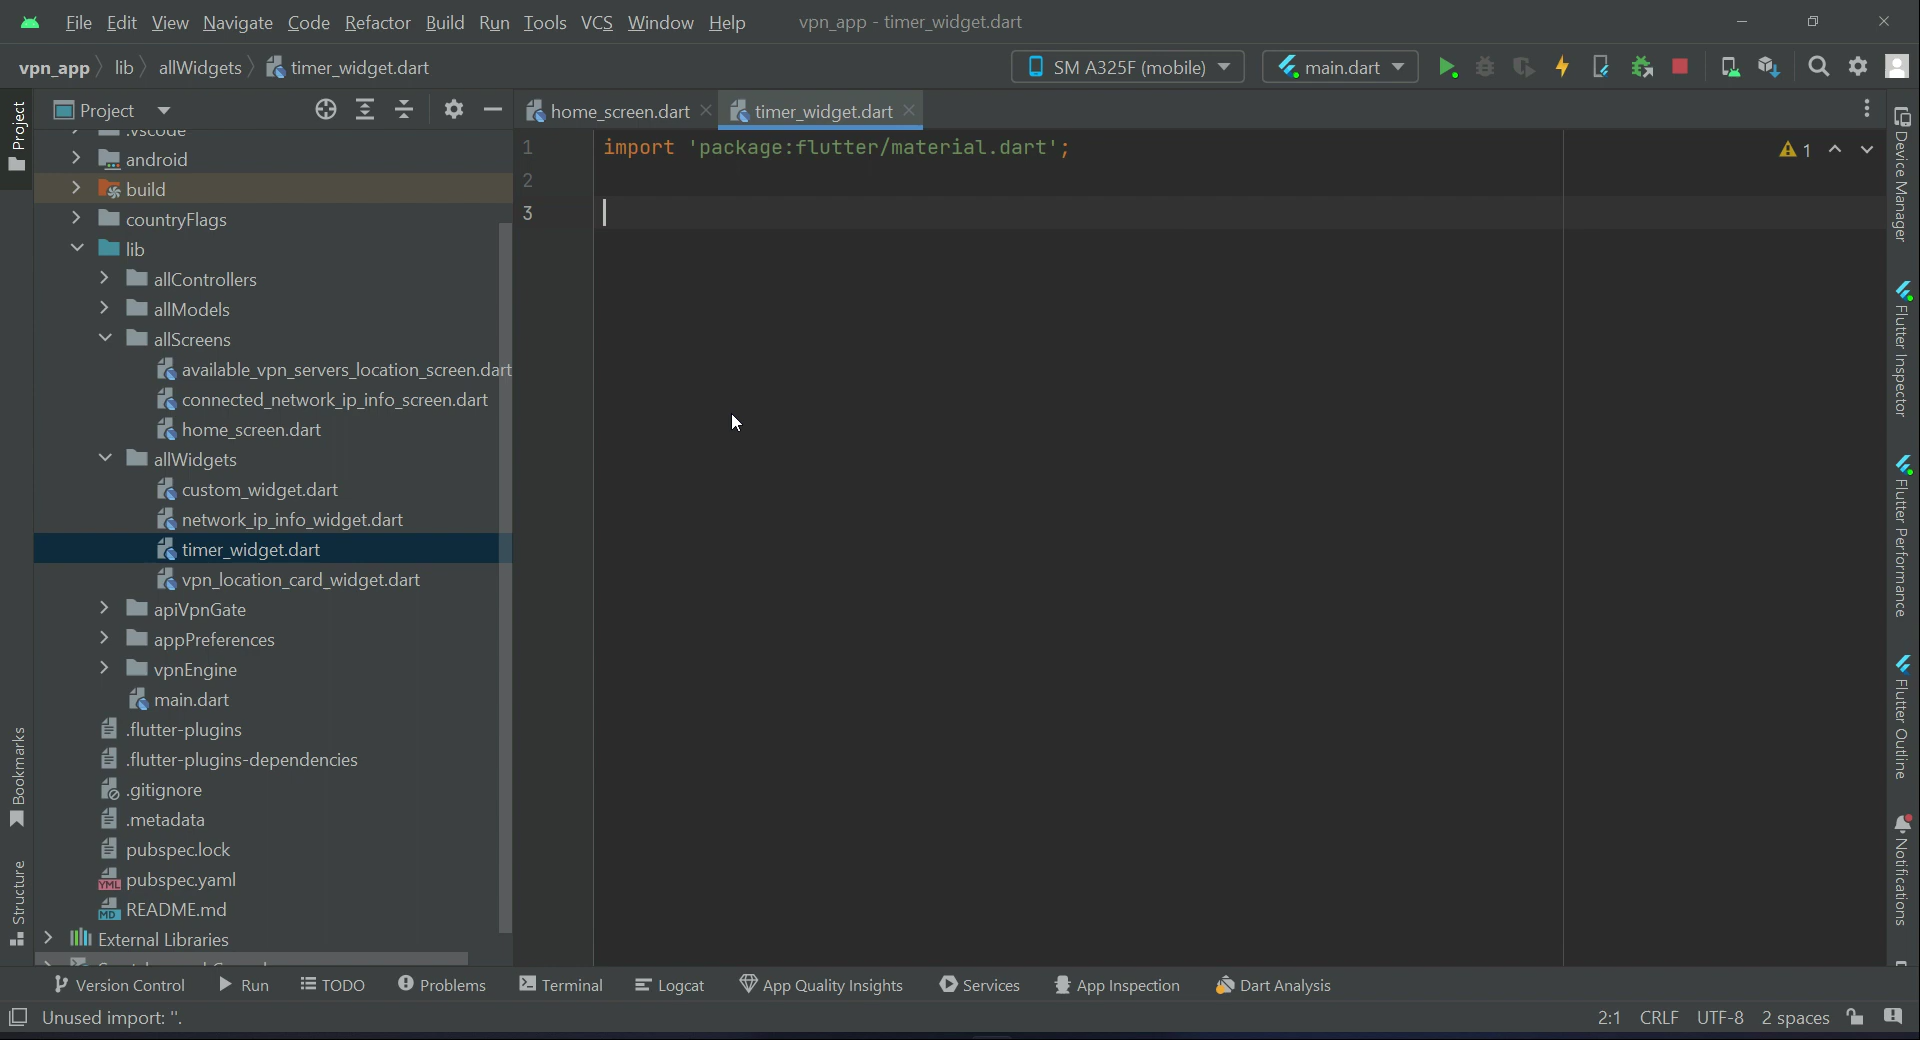 File Edit View Navigate Code Refactor Build Run Tools VCS Window Help vpn_app - timer_widget.dart
vpn_app lib allWidgets timer_widget.dart SM A325F (mobile) main.dart
Project
Project
Bookmarks
Structure
home_screen.dart timer_widget.dart
.vscode
android
build
countryFlags
lib
allControllers
allModels
allScreens
available_vpn_servers_location_screen.dart
connected_network_ip_info_screen.dart
home_screen.dart
allWidgets
custom_widget.dart
network_ip_info_widget.dart
timer_widget.dart
vpn_location_card_widget.dart
apiVpnGate
appPreferences
vpnEngine
main.dart
.flutter-plugins
.flutter-plugins-dependencies
.gitignore
.metadata
pubspec.lock
YML pubspec.yaml
MD README.md
External Libraries
1 import 'package:flutter/material.dart';
2
3
1
Device Manager
Flutter Inspector
Flutter Performance
Flutter Outline
Notifications
Version Control Run TODO Problems Terminal Logcat App Quality Insights Services App Inspection Dart Analysis
Unused import: ''. 2:1 CRLF UTF-8 2 spaces